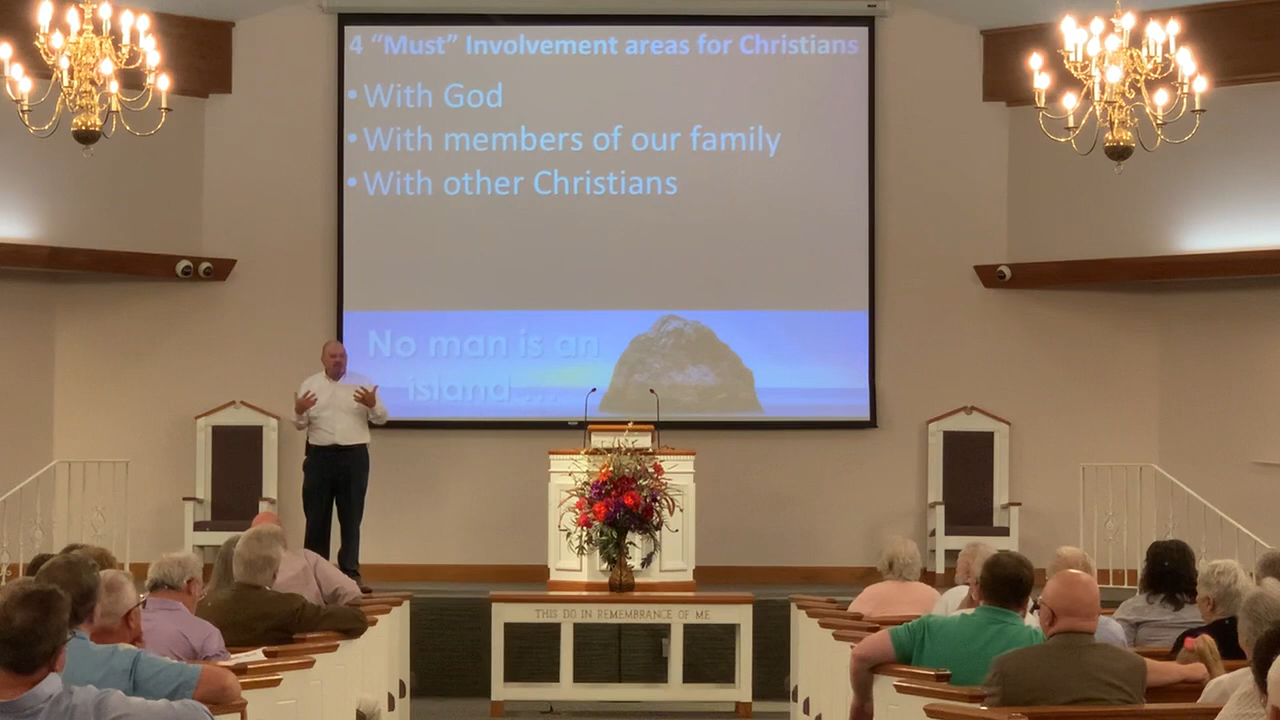 4 “Must” Involvement areas for Christians
• With God
• With members of our family
• With other Christians
No man is an
island ....
THIS DO IN REMEMBRANCE OF ME